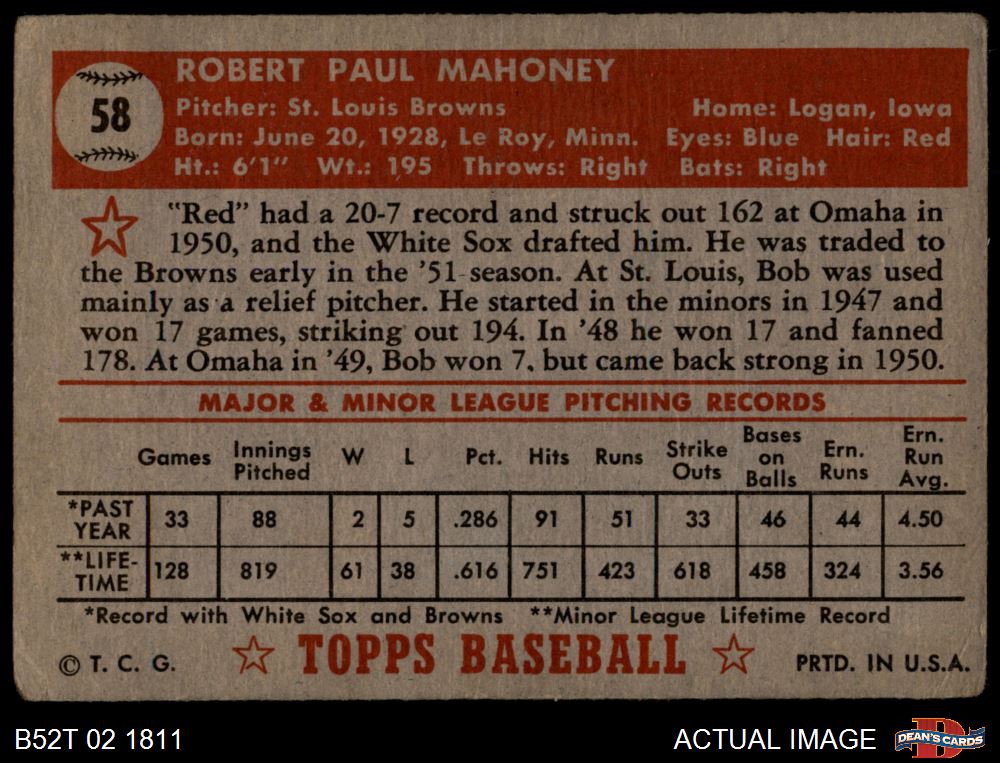 58
ROBERT PAUL MAHONEY
Pitcher: St. Louis Browns Home: Logan, Iowa
Born: June 20, 1928, Le Roy, Minn. Eyes: Blue Hair: Red
Ht.: 6'1" Wt.: 195 Throws: Right Bats: Right
"Red" had a 20-7 record and struck out 162 at Omaha in
1950, and the White Sox drafted him. He was traded to
the Browns early in the '51 season. At St. Louis, Bob was used
mainly as a relief pitcher. He started in the minors in 1947 and
won 17 games, striking out 194. In '48 he won 17 and fanned
178. At Omaha in '49, Bob won 7, but came back strong in 1950.
MAJOR & MINOR LEAGUE PITCHING RECORDS
Games Innings Pitched W L Pct. Hits Runs Strike Outs Bases on Balls Ern. Runs Ern. Run Avg.
*PAST YEAR 33 88 2 5 .286 91 51 33 46 44 4.50
**LIFE-TIME 128 819 61 38 .616 751 423 618 458 324 3.56
*Record with White Sox and Browns **Minor League Lifetime Record
© T. C. G. TOPPS BASEBALL PRTD. IN U.S.A.
B52T 02 1811 ACTUAL IMAGE DEAN'S CARDS